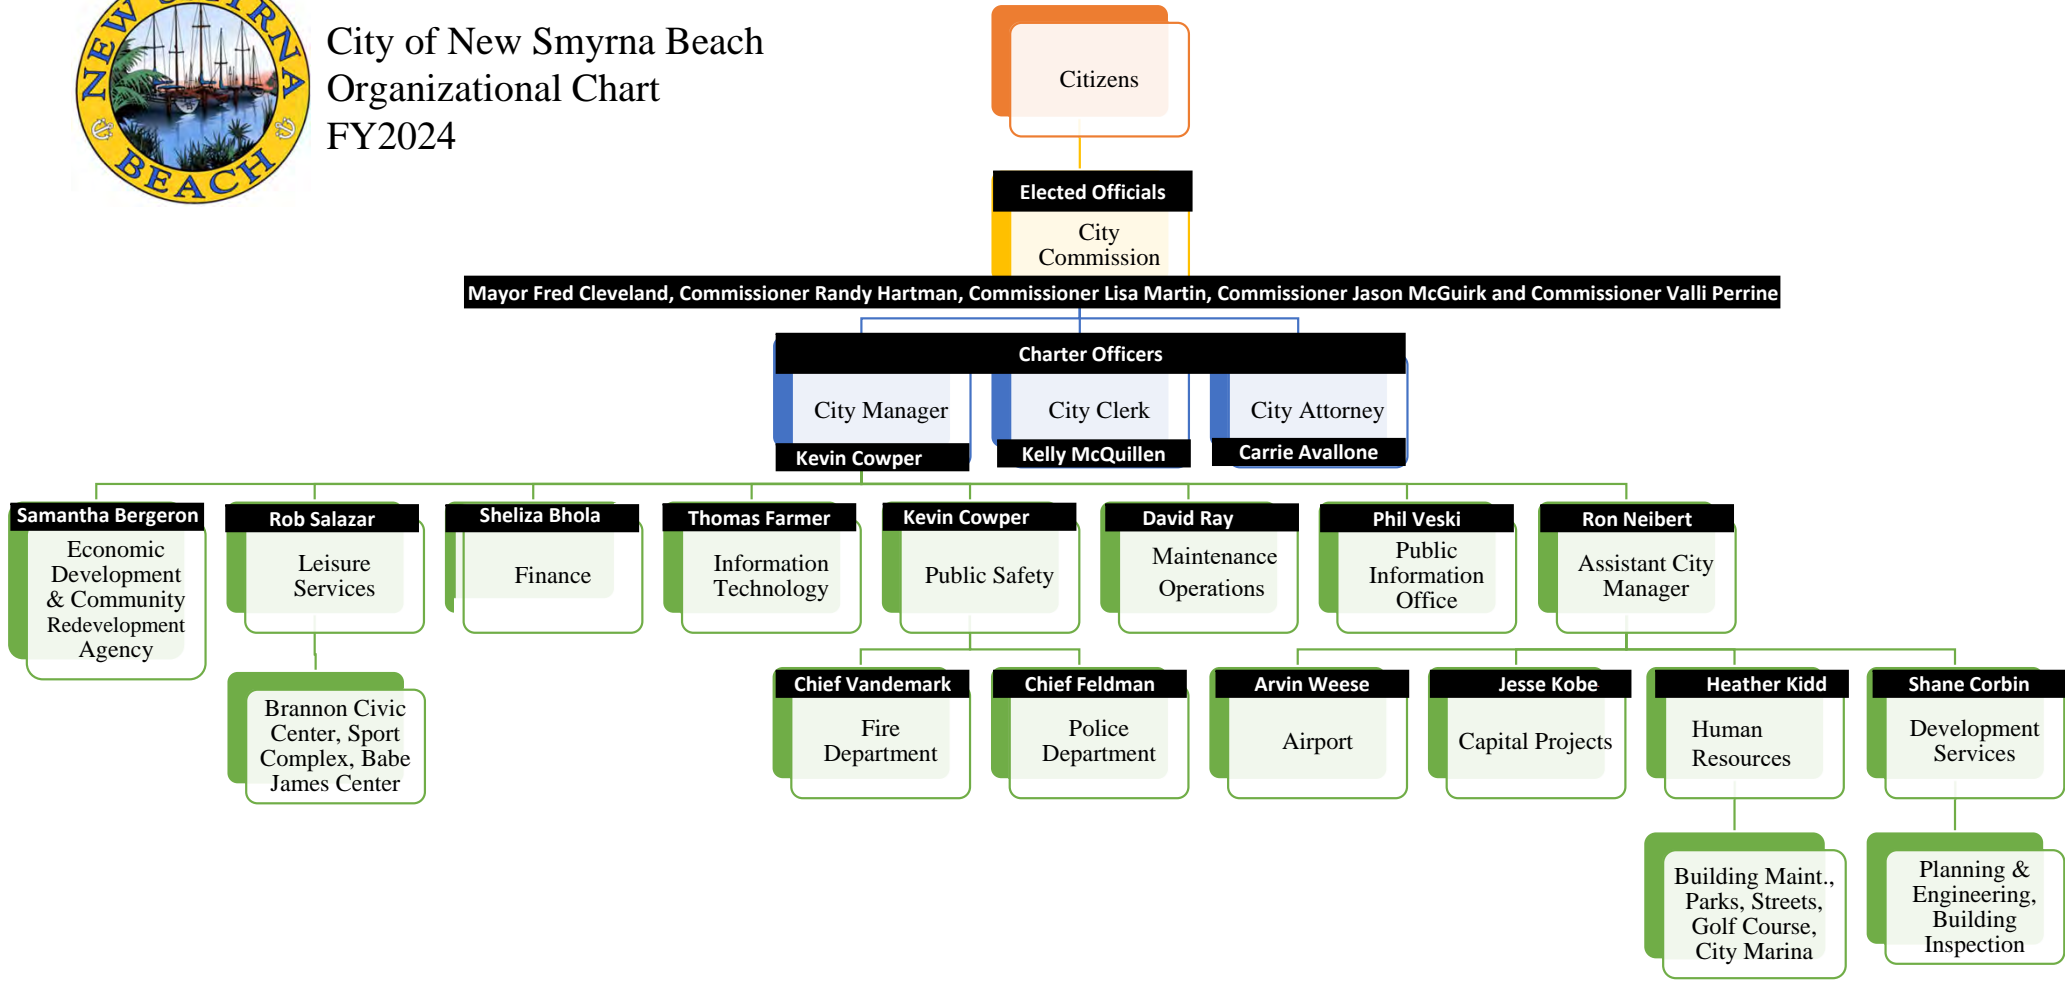 NEW SMYRNA
BEACH
City of New Smyrna Beach
Organizational Chart
FY2024
Citizens
Elected Officials
City
Commission
Mayor Fred Cleveland, Commissioner Randy Hartman, Commissioner Lisa Martin, Commissioner Jason McGuirk and Commissioner Valli Perrine
Charter Officers
City Manager
Kevin Cowper
City Clerk
Kelly McQuillen
City Attorney
Carrie Avallone
Samantha Bergeron
Economic
Development
& Community
Redevelopment
Agency
Rob Salazar
Leisure
Services
Brannon Civic
Center, Sport
Complex, Babe
James Center
Sheliza Bhola
Finance
Thomas Farmer
Information
Technology
Kevin Cowper
Public Safety
Chief Vandemark
Fire
Department
Chief Feldman
Police
Department
David Ray
Maintenance
Operations
Phil Veski
Public
Information
Office
Ron Neibert
Assistant City
Manager
Arvin Weese
Airport
Jesse Kobe
Capital Projects
Heather Kidd
Human
Resources
Building Maint.,
Parks, Streets,
Golf Course,
City Marina
Shane Corbin
Development
Services
Planning &
Engineering,
Building
Inspection